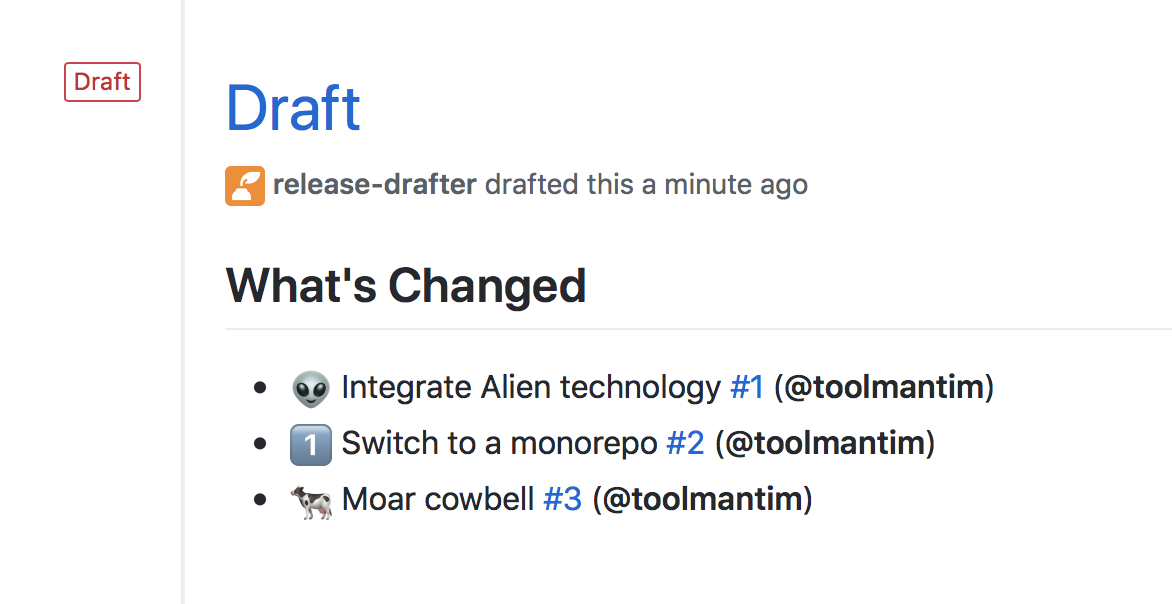 Draft
Draft
release-drafter drafted this a minute ago
What's Changed
• 👽 Integrate Alien technology #1 (@toolmantim)
• 1️⃣ Switch to a monorepo #2 (@toolmantim)
• 🐄 Moar cowbell #3 (@toolmantim)